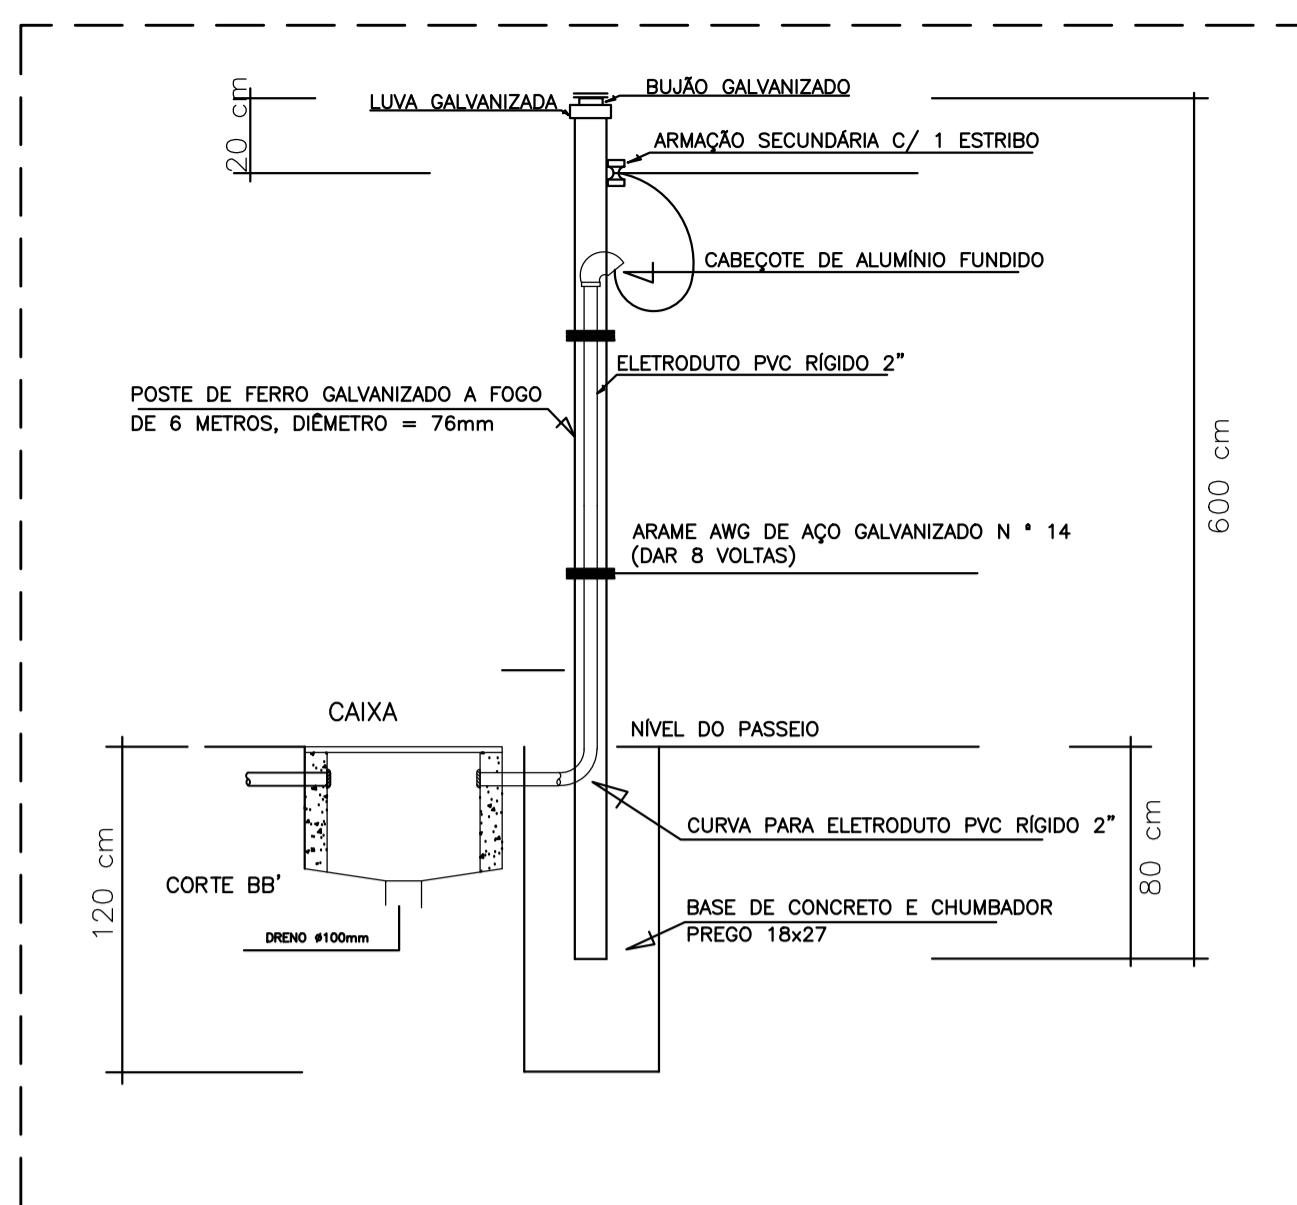 20 cm
LUVA GALVANIZADA
BUJÃO GALVANIZADO
ARMAÇÃO SECUNDÁRIA C/ 1 ESTRIBO
CABEÇOTE DE ALUMÍNIO FUNDIDO
ELETRODUTO PVC RÍGIDO 2"
POSTE DE FERRO GALVANIZADO A FOGO
DE 6 METROS, DIÊMETRO = 76mm
600 cm
ARAME AWG DE AÇO GALVANIZADO N ª 14
(DAR 8 VOLTAS)
CAIXA
NÍVEL DO PASSEIO
CURVA PARA ELETRODUTO PVC RÍGIDO 2"
80 cm
120 cm
CORTE BB'
BASE DE CONCRETO E CHUMBADOR
PREGO 18x27
DRENO ø100mm